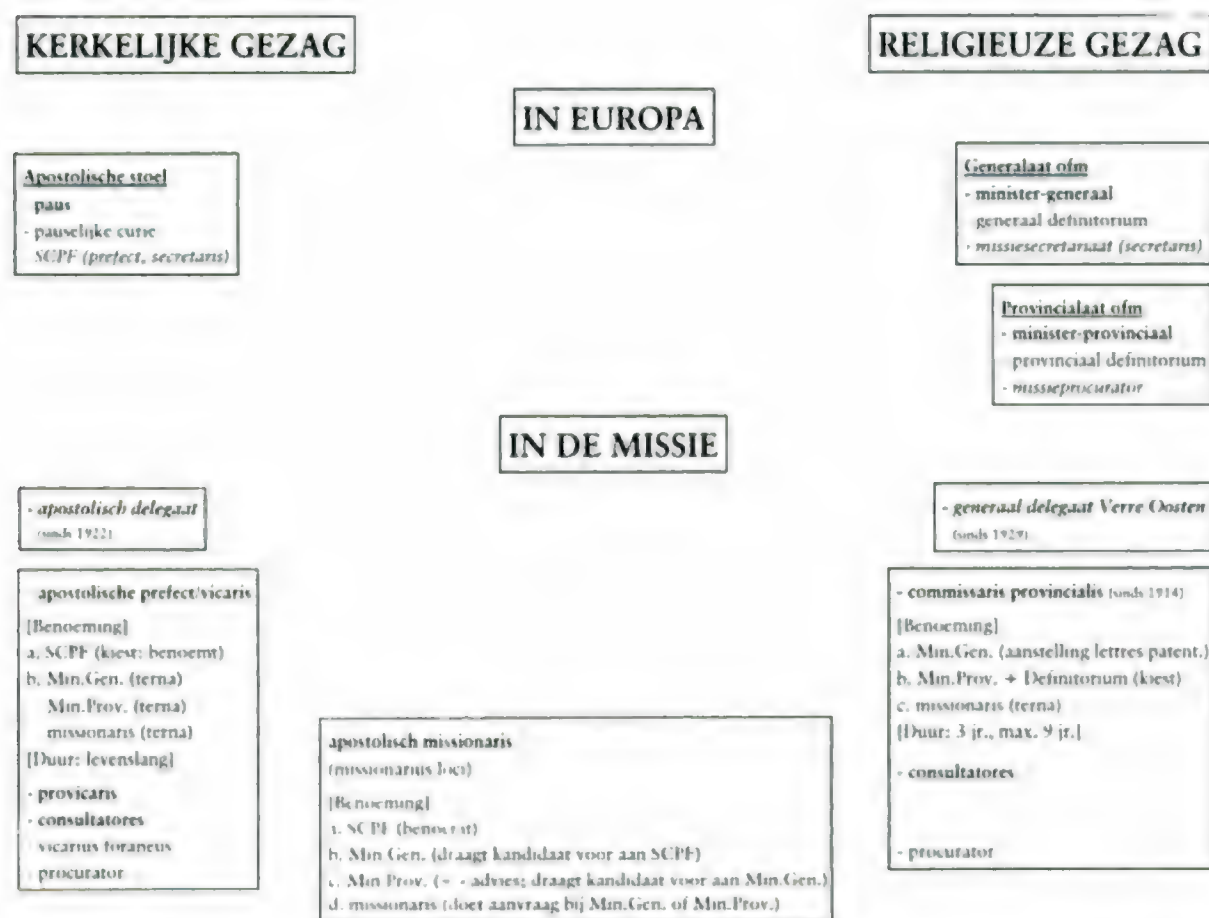 KERKELIJKE GEZAG
RELIGIEUZE GEZAG
IN EUROPA
Apostolische stoel
paus
- pauselijke curie
SCPF (prefect, secretaris)
Generalaat ofm
- minister-generaal
generaal definitorium
- missiesecretariaat (secretaris)
Provincialaat ofm
- minister-provinciaal
provinciaal definitorium
- missieprocurator
IN DE MISSIE
- apostolisch delegaat
(sinds 1922)
- generaal delegaat Verre Oosten
(sinds 1929)
apostolische prefect/vicaris
[Benoeming]
a. SCPF (kiest; benoemt)
b. Min.Gen. (terna)
Min.Prov. (terna)
missionaris (terna)
[Duur: levenslang]
- provicaris
- consultatores
vicarius foraneus
- procurator
apostolisch missionaris
(missionarius loci)
[Benoeming]
a. SCPF (benoemt)
b. Min Gen. (draagt kandidaat voor aan SCPF)
c. Min Prov. (+ - advies; draagt kandidaat voor aan Min.Gen.)
d. missionaris (doet aanvraag bij Min.Gen. of Min.Prov.)
- commissaris provincialis (sinds 1914)
[Benoeming]
a. Min.Gen. (aanstelling lettres patent.)
b. Min.Prov. + Definitorium (kiest)
c. missionaris (terna)
[Duur: 3 jr., max. 9 jr.]
- consultatores
- procurator